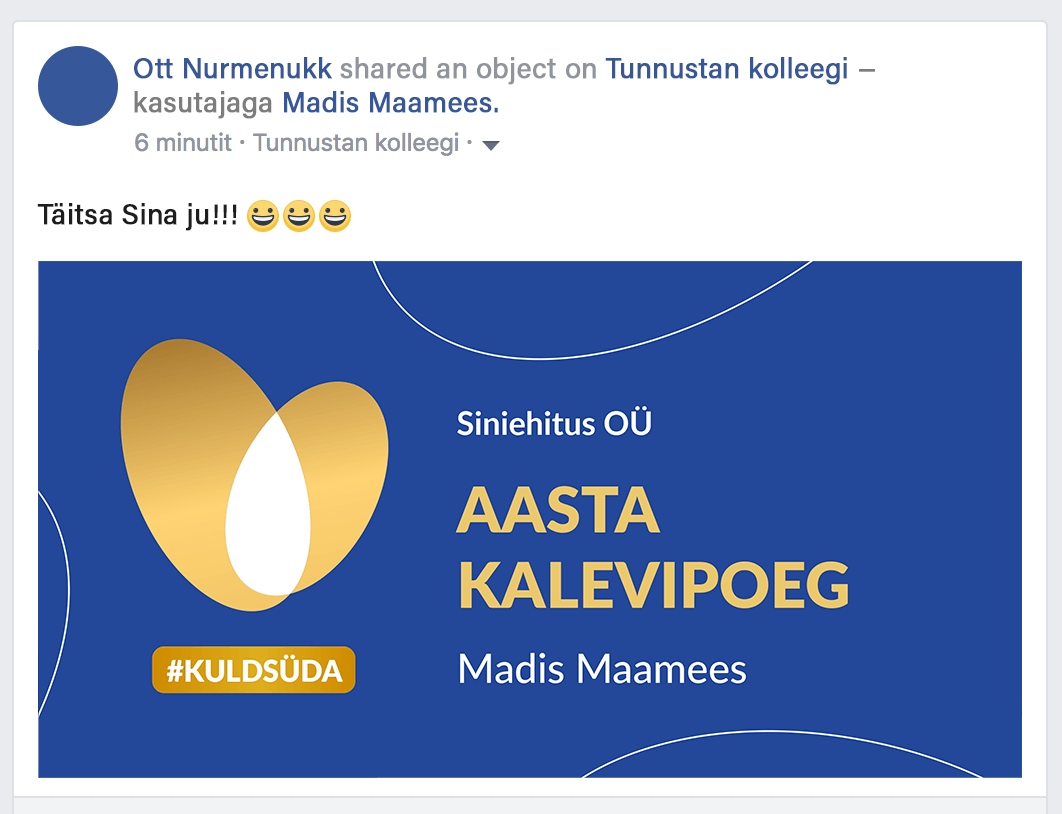 Ott Nurmenukk shared an object on Tunnustan kolleegi –
kasutajaga Madis Maamees.
6 minutit · Tunnustan kolleegi ·
Täitsa Sina ju!!! 😀😀😀
Siniehitus OÜ
AASTA
KALEVIPOEG
#KULDSÜDA
Madis Maamees